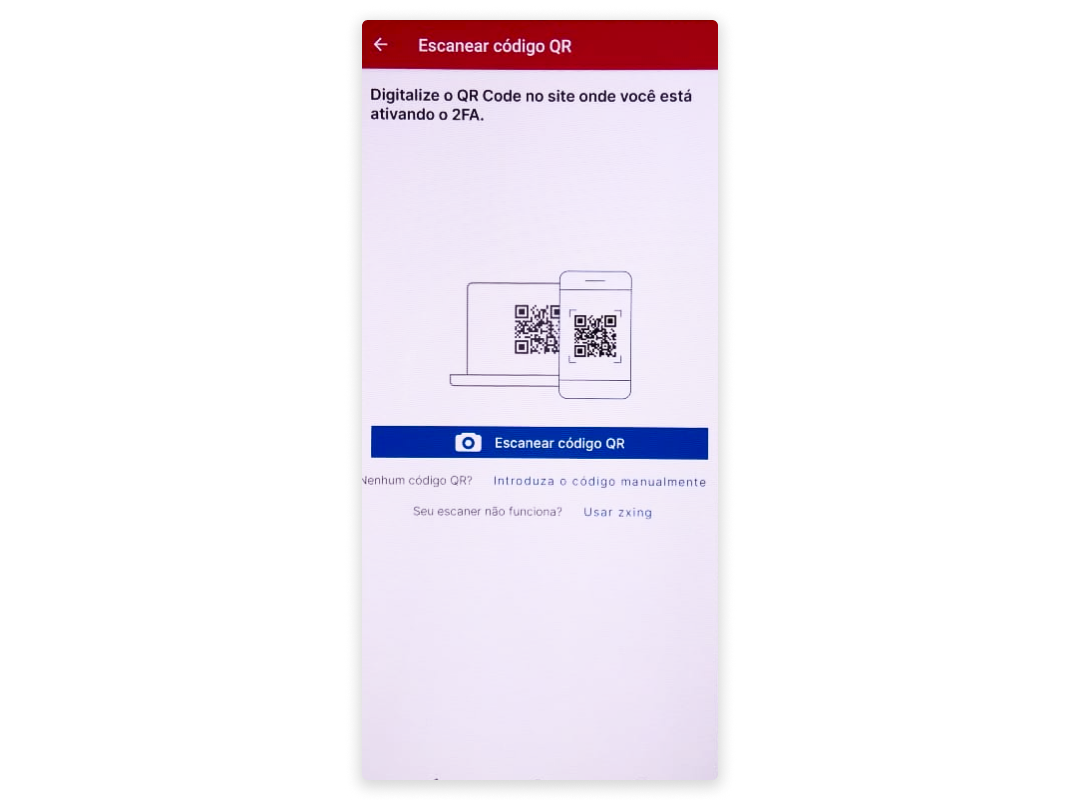 Escanear código QR
Digitalize o QR Code no site onde você está
ativando o 2FA.
Escanear código QR
Nenhum código QR? Introduza o código manualmente
Seu escaner não funciona? Usar zxing